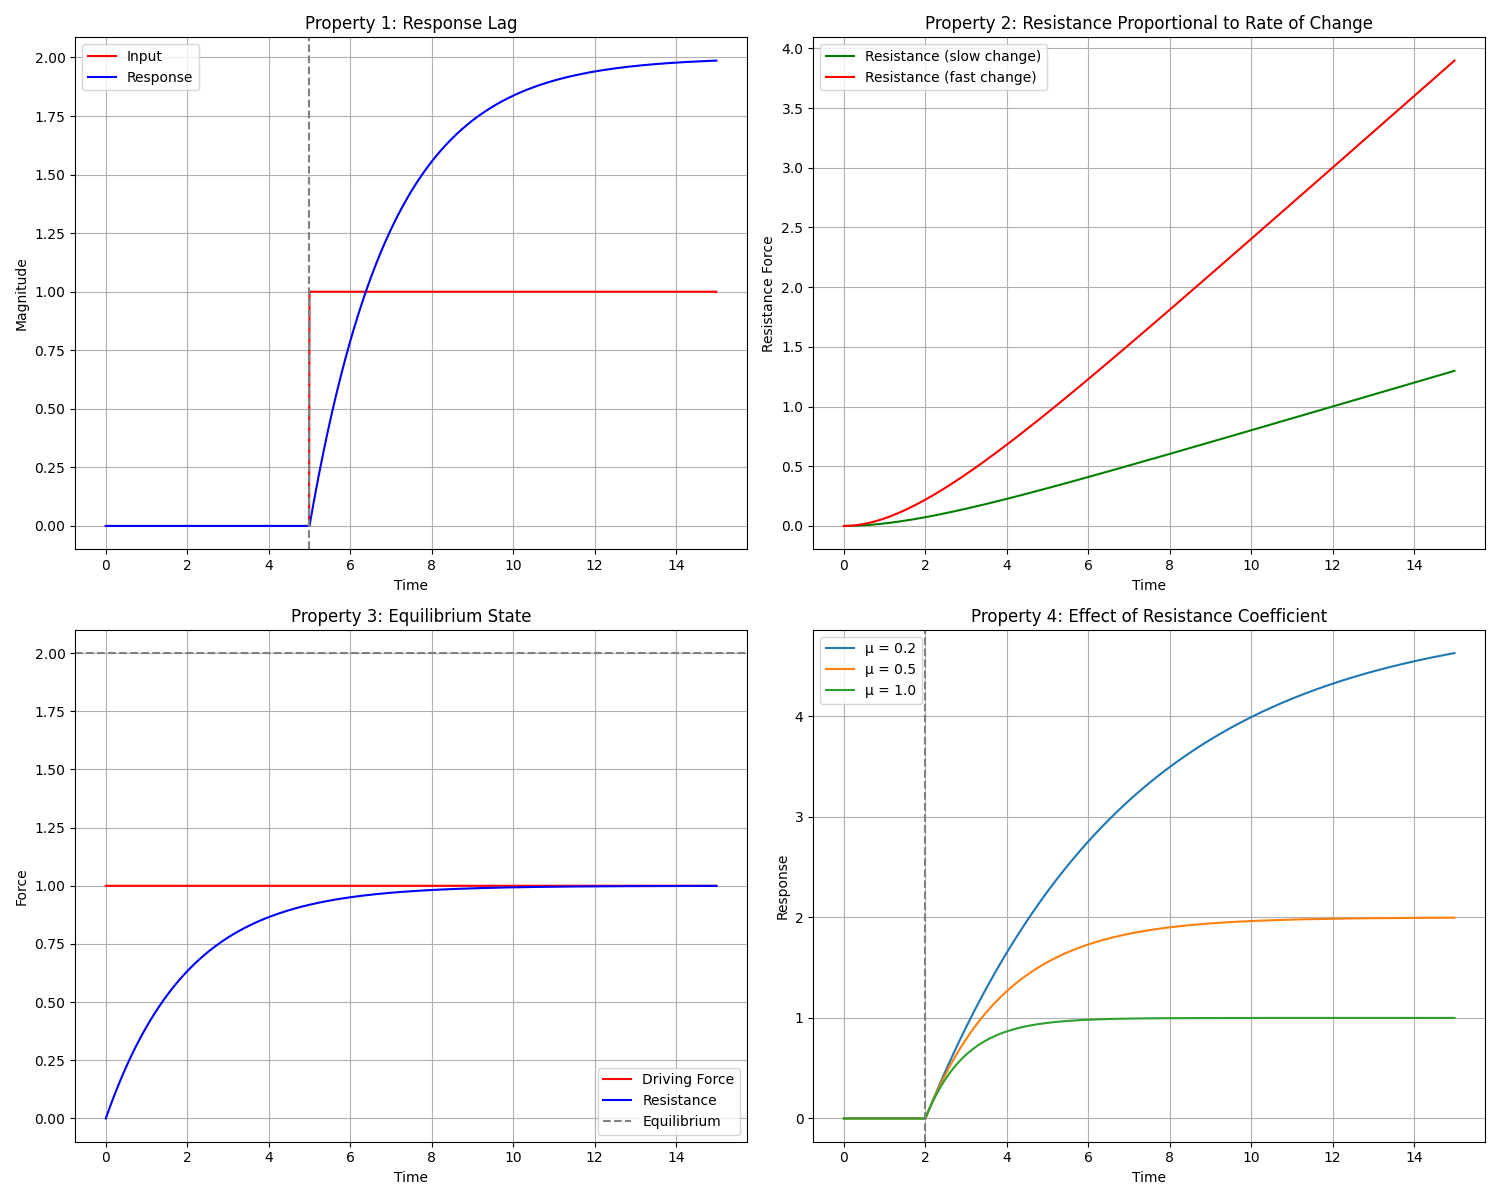 Property 1: Response Lag
Input
Response
2.00
1.75
1.50
1.25
1.00
0.75
0.50
0.25
0.00
Magnitude
0 2 4 6 8 10 12 14
Time
Property 2: Resistance Proportional to Rate of Change
Resistance (slow change)
Resistance (fast change)
4.0
3.5
3.0
2.5
2.0
1.5
1.0
0.5
0.0
Resistance Force
0 2 4 6 8 10 12 14
Time
Property 3: Equilibrium State
2.00
1.75
1.50
1.25
1.00
0.75
0.50
0.25
0.00
Force
Driving Force
Resistance
Equilibrium
0 2 4 6 8 10 12 14
Time
Property 4: Effect of Resistance Coefficient
μ = 0.2
μ = 0.5
μ = 1.0
4
3
2
1
0
Response
0 2 4 6 8 10 12 14
Time